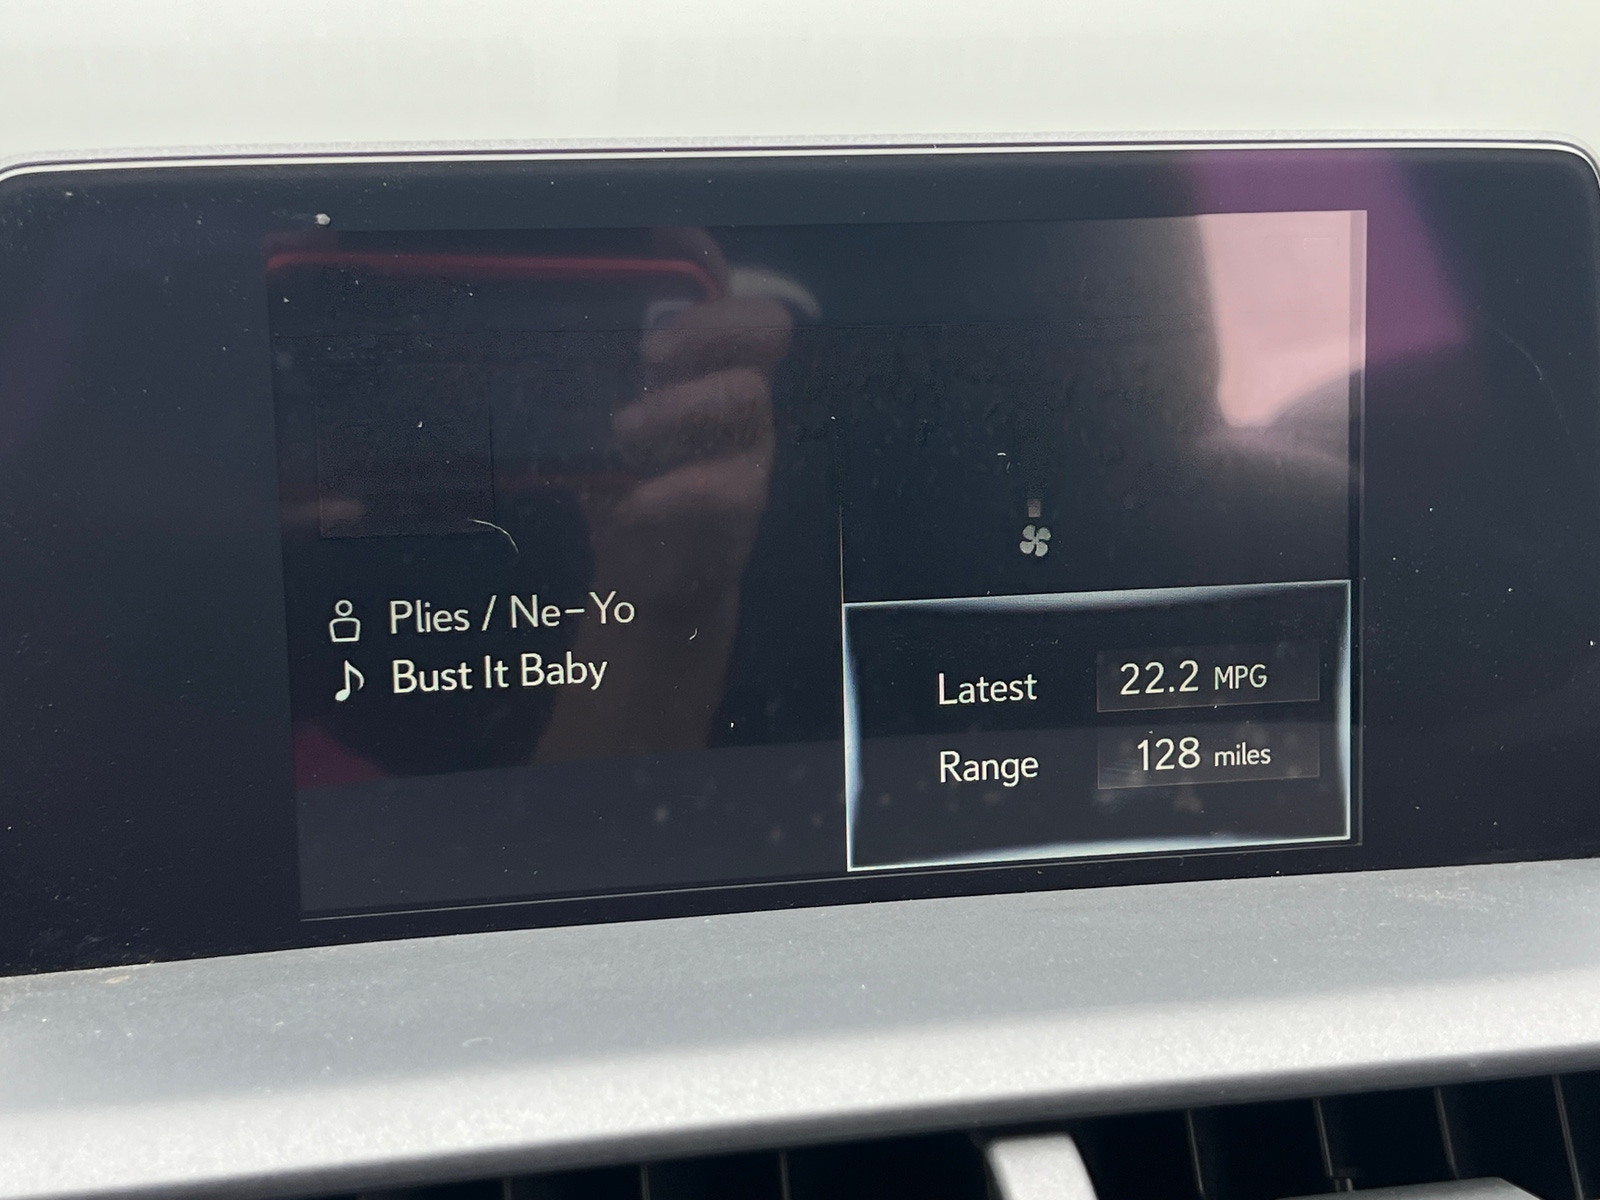 Plies / Ne-Yo
Bust It Baby
Latest 22.2 MPG
Range 128 miles